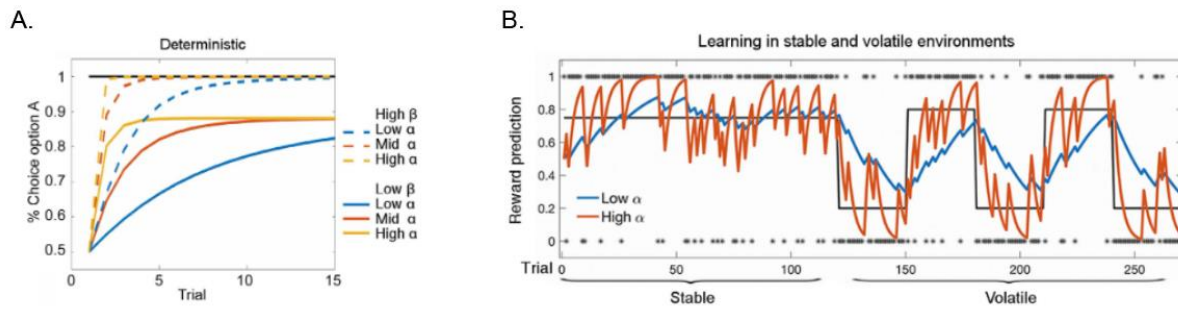 A.
Deterministic
% Choice option A
1
0.9
0.8
0.7
0.6
0.5
0
5
10
15
Trial
High β
Low α
Mid α
High α
Low β
Low α
Mid α
High α
B.
Learning in stable and volatile environments
Reward prediction
1
0.8
0.6
0.4
0.2
0
Low α
High α
Trial
0
50
100
150
200
250
Stable
Volatile